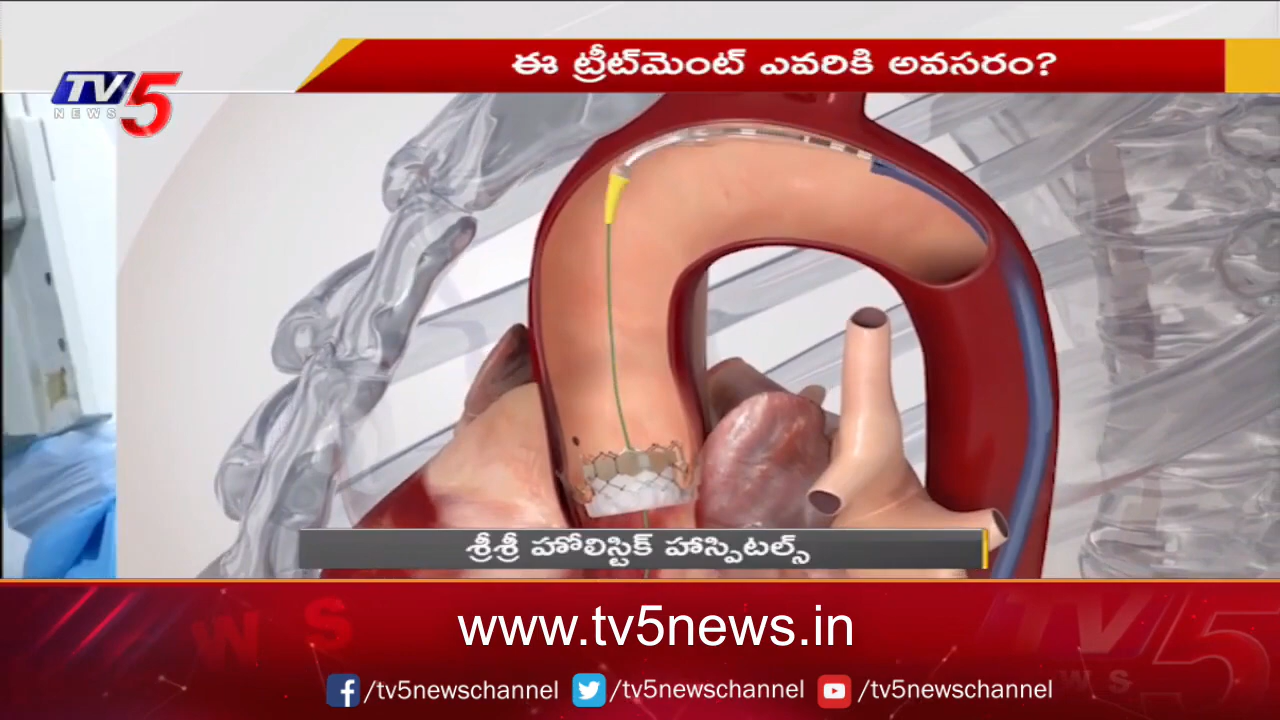 ఈ ట్రీట్‌మెంట్ ఎవరికి అవసరం?
TV5
NEWS
శ్రీశ్రీ హోలిస్టిక్ హాస్పిటల్స్
www.tv5news.in
/tv5newschannel /tv5newschannel /tv5newschannel